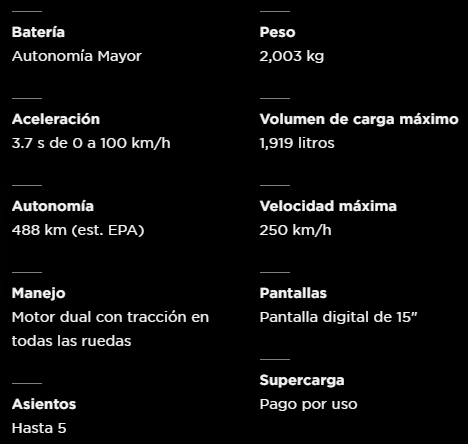 Batería
Autonomía Mayor
Aceleración
3.7 s de 0 a 100 km/h
Autonomía
488 km (est. EPA)
Manejo
Motor dual con tracción en
todas las ruedas
Asientos
Hasta 5
Peso
2,003 kg
Volumen de carga máximo
1,919 litros
Velocidad máxima
250 km/h
Pantallas
Pantalla digital de 15″
Supercarga
Pago por uso